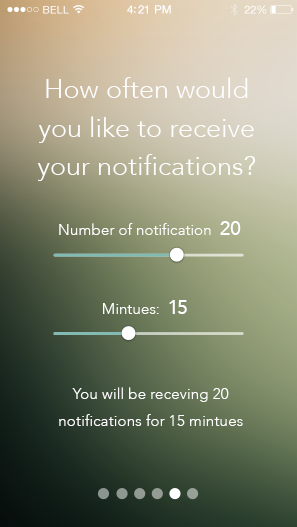 BELL 4:21 PM 22%
How often would
you like to receive
your notifications?
Number of notification 20
Mintues: 15
You will be receving 20
notifications for 15 mintues